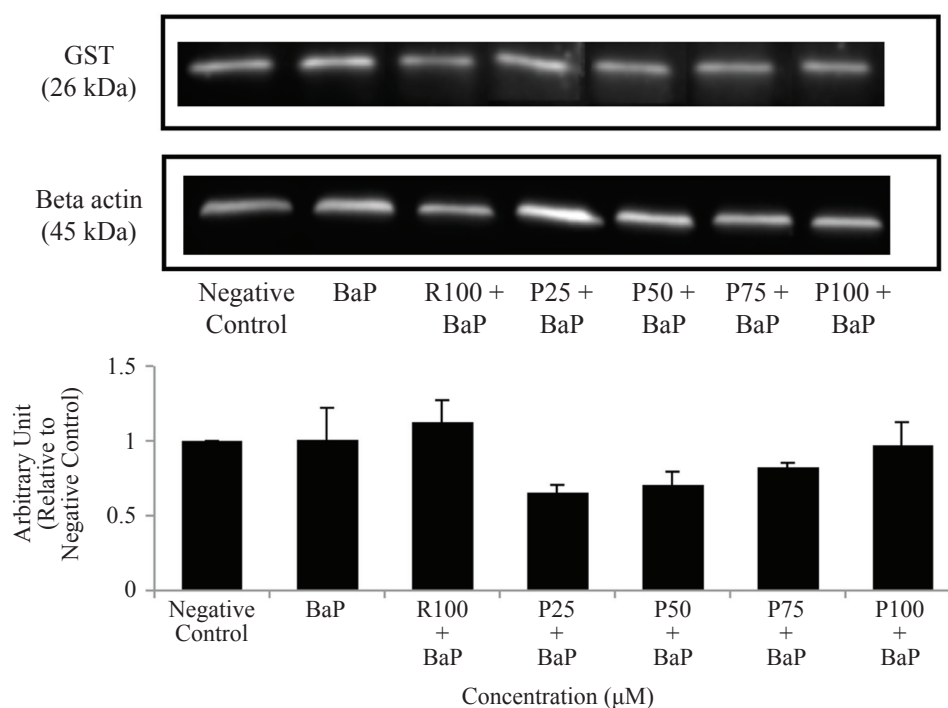 GST
(26 kDa)
Beta actin
(45 kDa)
Negative
Control
BaP
R100 +
BaP
P25 +
BaP
P50 +
BaP
P75 +
BaP
P100 +
BaP
Arbitrary Unit
(Relative to
Negative Control)
1.5
1
0.5
0
Negative
Control
BaP
R100
+
BaP
P25
+
BaP
P50
+
BaP
P75
+
BaP
P100
+
BaP
Concentration (μM)